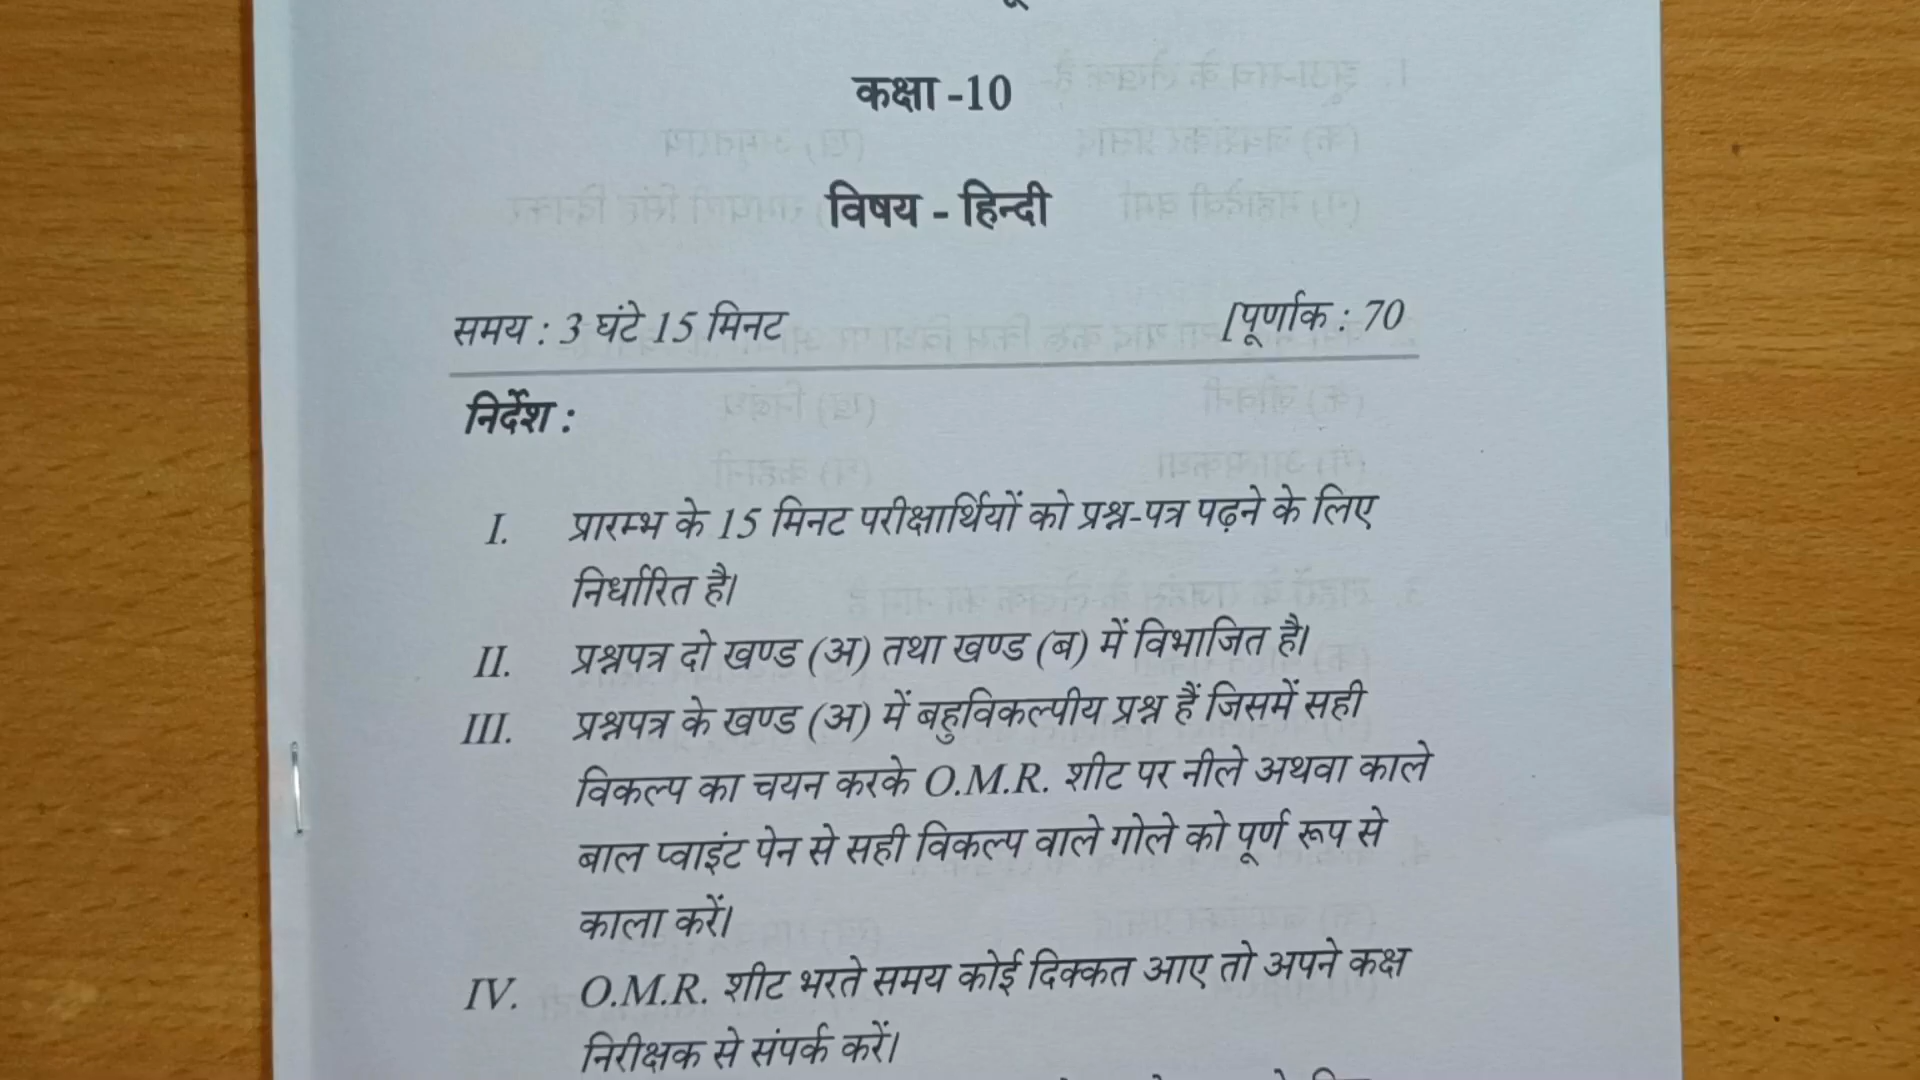 कक्षा -10
विषय - हिन्दी
समय : 3 घंटे 15 मिनट [पूर्णाक : 70
निर्देश :
I. प्रारम्भ के 15 मिनट परीक्षार्थियों को प्रश्न-पत्र पढ़ने के लिए
निर्धारित है।
II. प्रश्नपत्र दो खण्ड (अ) तथा खण्ड (ब) में विभाजित है।
III. प्रश्नपत्र के खण्ड (अ) में बहुविकल्पीय प्रश्न हैं जिसमें सही
विकल्प का चयन करके O.M.R. शीट पर नीले अथवा काले
बाल प्वाइंट पेन से सही विकल्प वाले गोले को पूर्ण रूप से
काला करें।
IV. O.M.R. शीट भरते समय कोई दिक्कत आए तो अपने कक्ष
निरीक्षक से संपर्क करें।